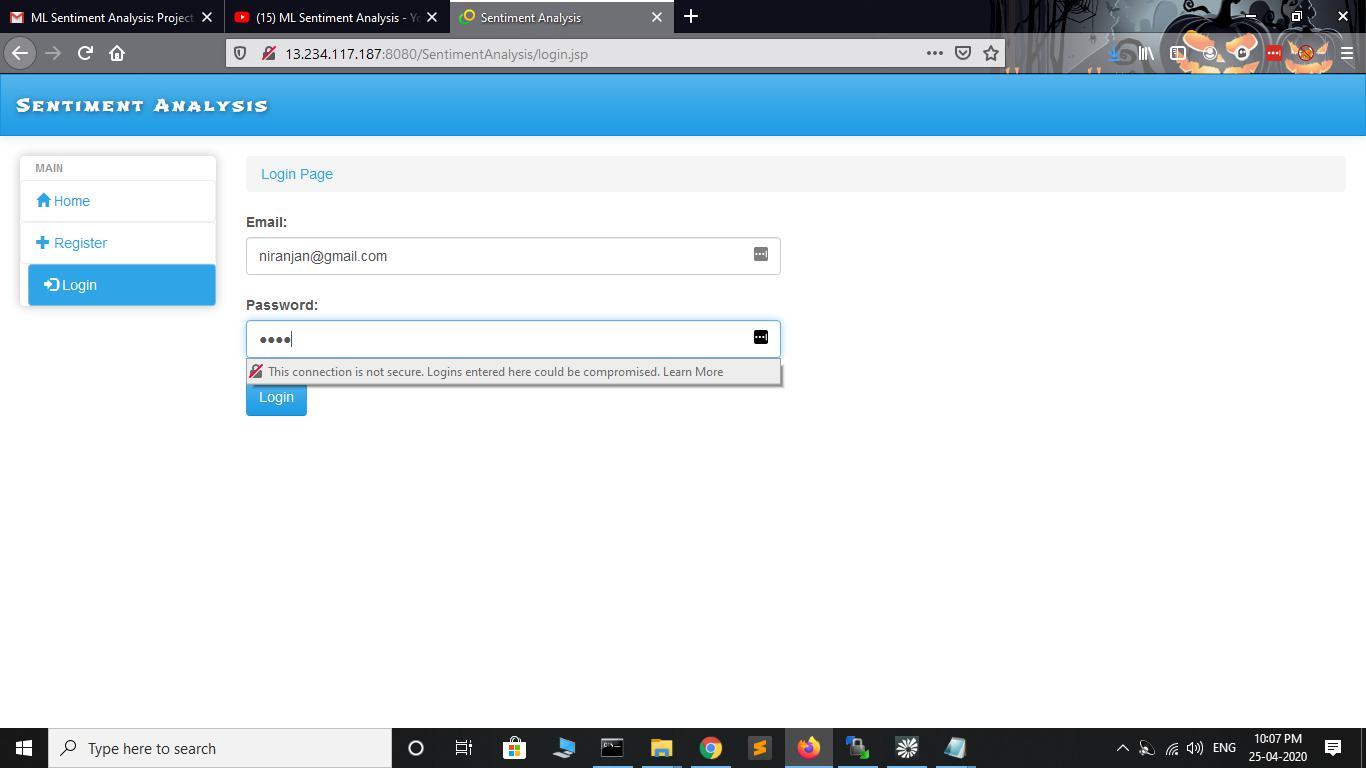 ML Sentiment Analysis: Project
(15) ML Sentiment Analysis - Yo
Sentiment Analysis
13.234.117.187:8080/SentimentAnalysis/login.jsp
Sentiment Analysis
MAIN
Home
Register
Login
Login Page
Email:
niranjan@gmail.com
Password:
This connection is not secure. Logins entered here could be compromised. Learn More
Login
Type here to search
ENG
10:07 PM
25-04-2020